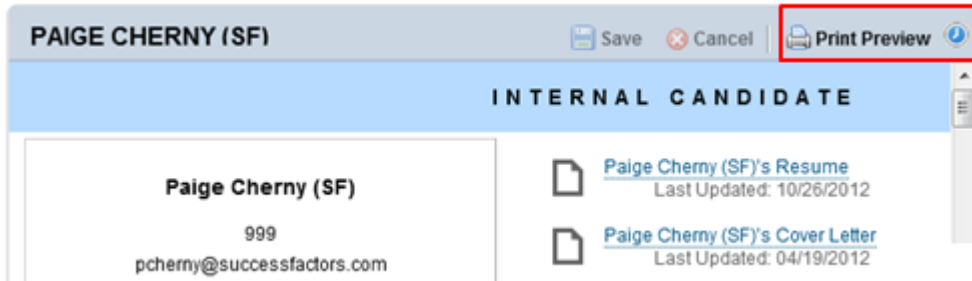 PAIGE CHERNY (SF) Save Cancel Print Preview
INTERNAL CANDIDATE
Paige Cherny (SF)
999
pcherny@successfactors.com
Paige Cherny (SF)'s Resume
Last Updated: 10/26/2012
Paige Cherny (SF)'s Cover Letter
Last Updated: 04/19/2012